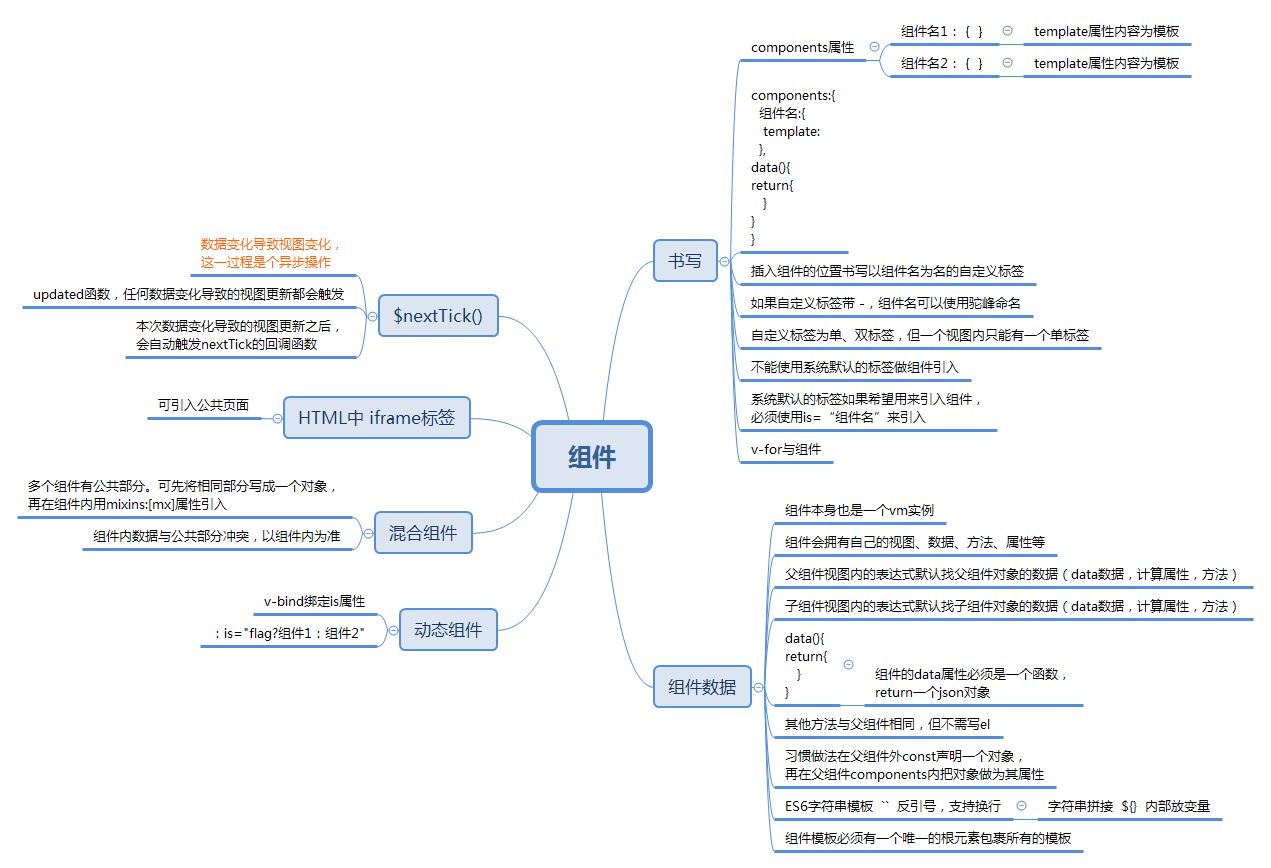 组件
书写
components属性
组件名1：{  }
template属性内容为模板
组件名2：{  }
template属性内容为模板
components:{
组件名:{
template:
},
data(){
return{
}
}
}
插入组件的位置书写以组件名为名的自定义标签
如果自定义标签带 -，组件名可以使用驼峰命名
自定义标签为单、双标签，但一个视图内只能有一个单标签
不能使用系统默认的标签做组件引入
系统默认的标签如果希望用来引入组件，
必须使用is=“组件名”来引入
v-for与组件
组件数据
组件本身也是一个vm实例
组件会拥有自己的视图、数据、方法、属性等
父组件视图内的表达式默认找父组件对象的数据（data数据，计算属性，方法）
子组件视图内的表达式默认找子组件对象的数据（data数据，计算属性，方法）
data(){
return{
}
}
组件的data属性必须是一个函数，
return一个json对象
其他方法与父组件相同，但不需写el
习惯做法在父组件外const声明一个对象，
再在父组件components内把对象做为其属性
ES6字符串模板 `` 反引号，支持换行
字符串拼接 ${} 内部放变量
组件模板必须有一个唯一的根元素包裹所有的模板
$nextTick()
数据变化导致视图变化，
这一过程是个异步操作
updated函数，任何数据变化导致的视图更新都会触发
本次数据变化导致的视图更新之后，
会自动触发nextTick的回调函数
HTML中 iframe标签
可引入公共页面
混合组件
多个组件有公共部分。可先将相同部分写成一个对象，
再在组件内用mixins:[mx]属性引入
组件内数据与公共部分冲突，以组件内为准
动态组件
v-bind绑定is属性
：is="flag?组件1：组件2"